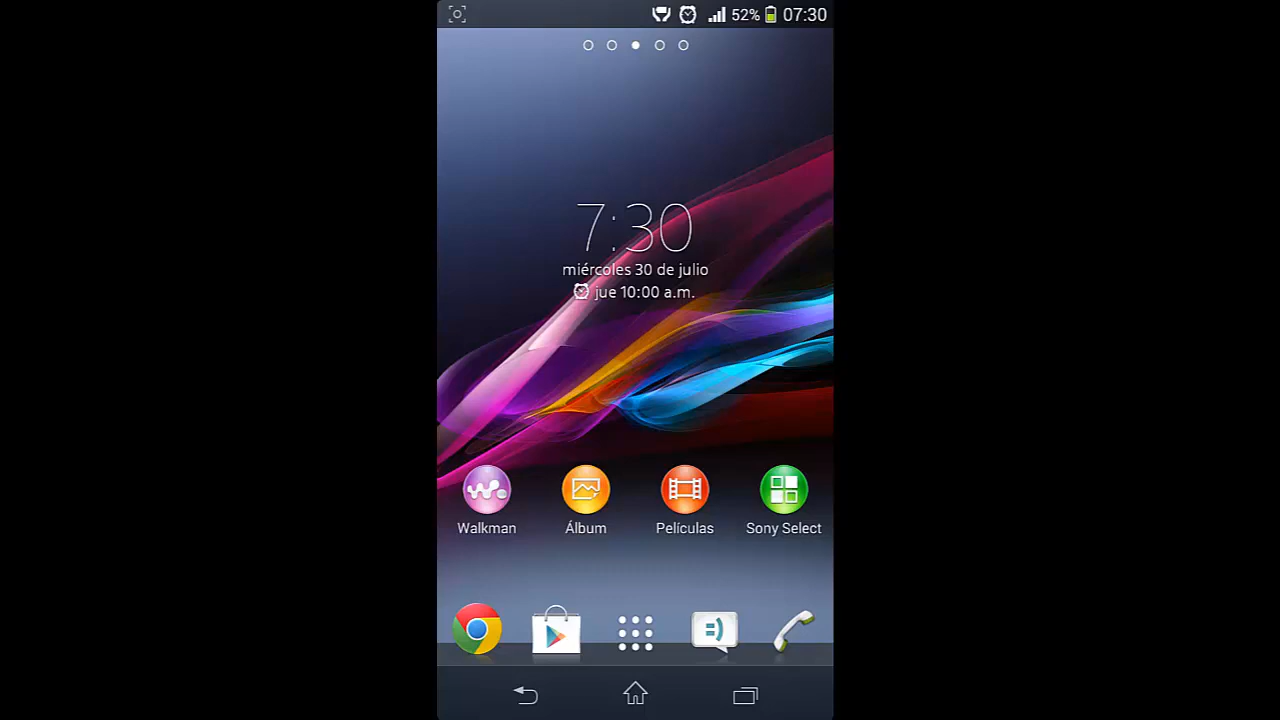 52% 07:30
7:30
miércoles 30 de julio
jue 10:00 a.m.
Walkman Álbum Películas Sony Select
=)